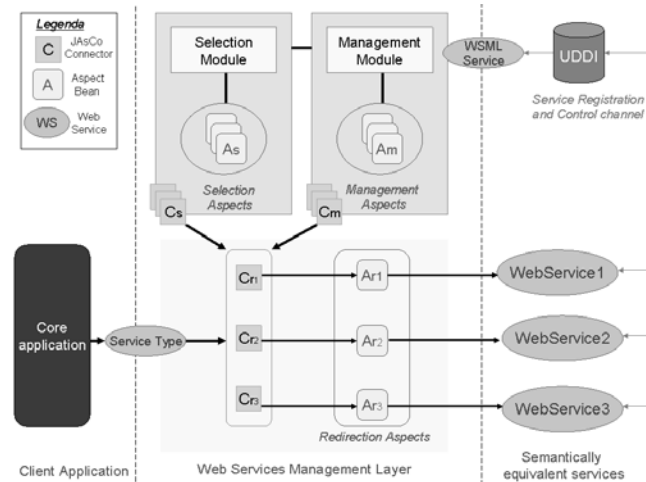 Legenda
C
JAsCo
Connector
A
Aspect
Bean
WS
Web
Service
Selection
Module
Management
Module
WSML
Service
UDDI
Service Registration
and Control channel
As
Am
Selection
Aspects
Management
Aspects
Cs
Cm
Core
application
Service Type
Cr1
Ar1
WebService1
Cr2
Ar2
WebService2
Cr3
Ar3
WebService3
Redirection Aspects
Client Application
Web Services Management Layer
Semantically
equivalent services